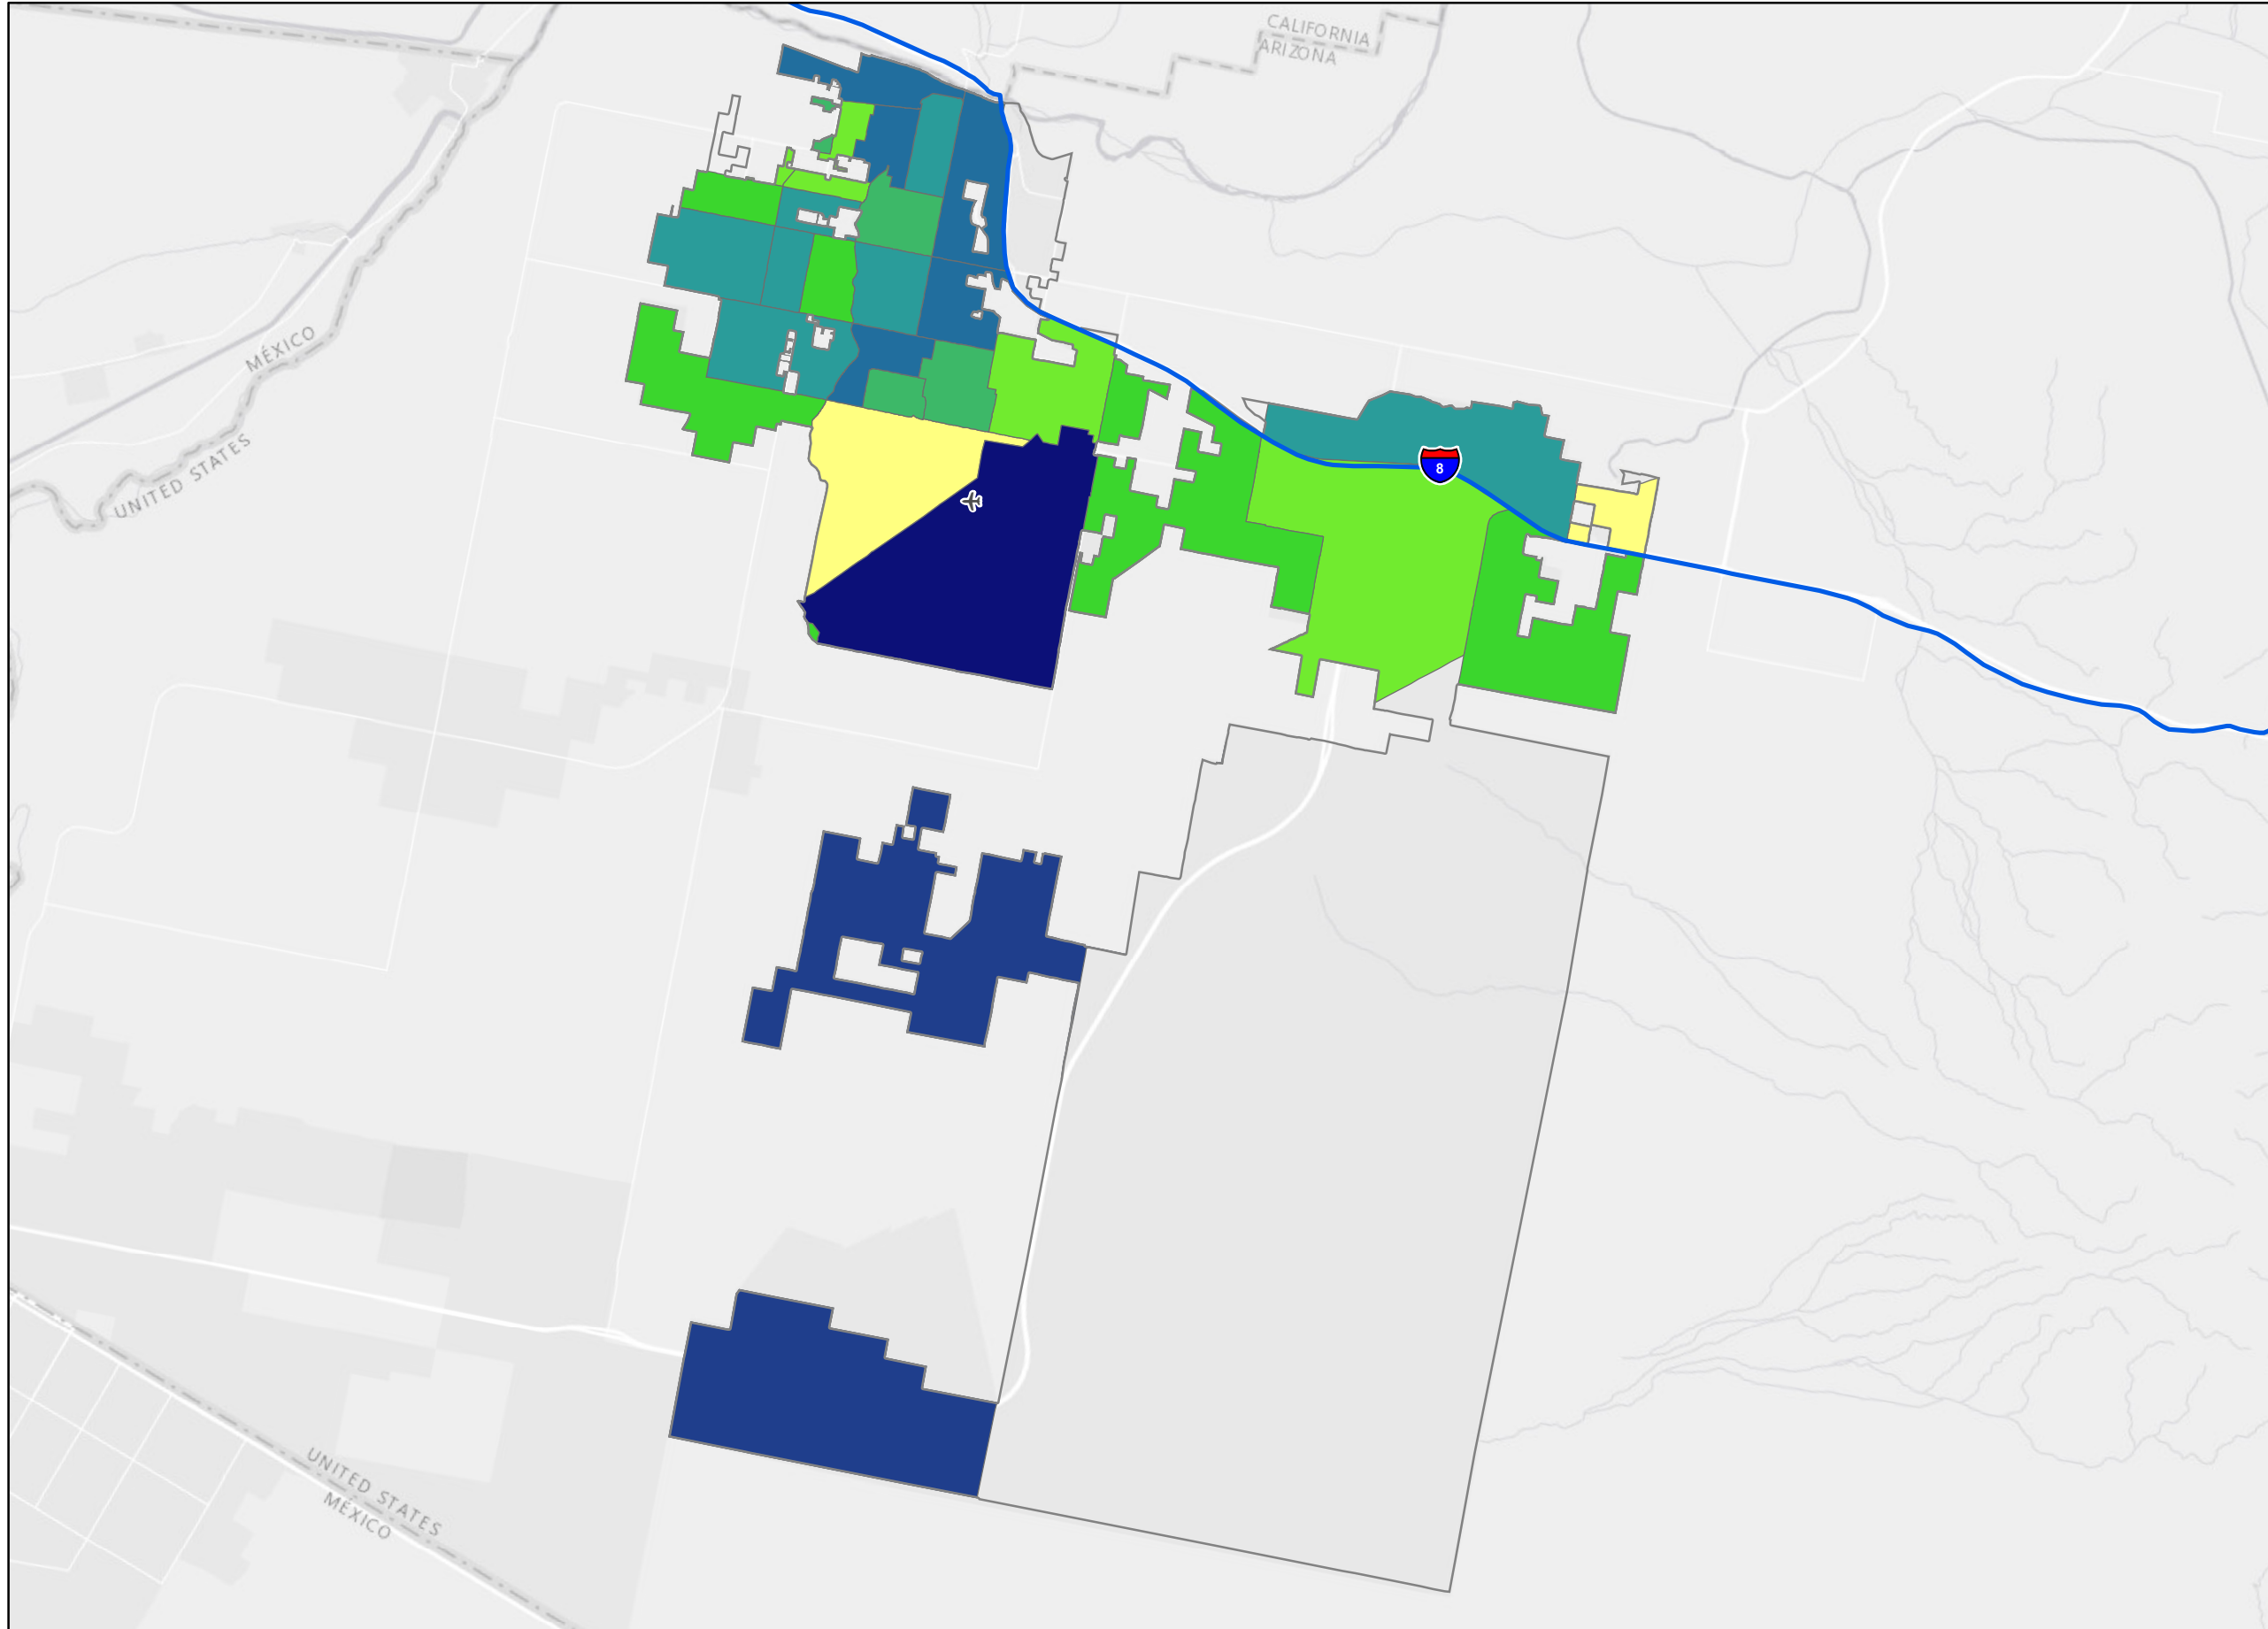 CALIFORNIA
ARIZONA
MÉXICO
UNITED STATES
8
UNITED STATES
MÉXICO